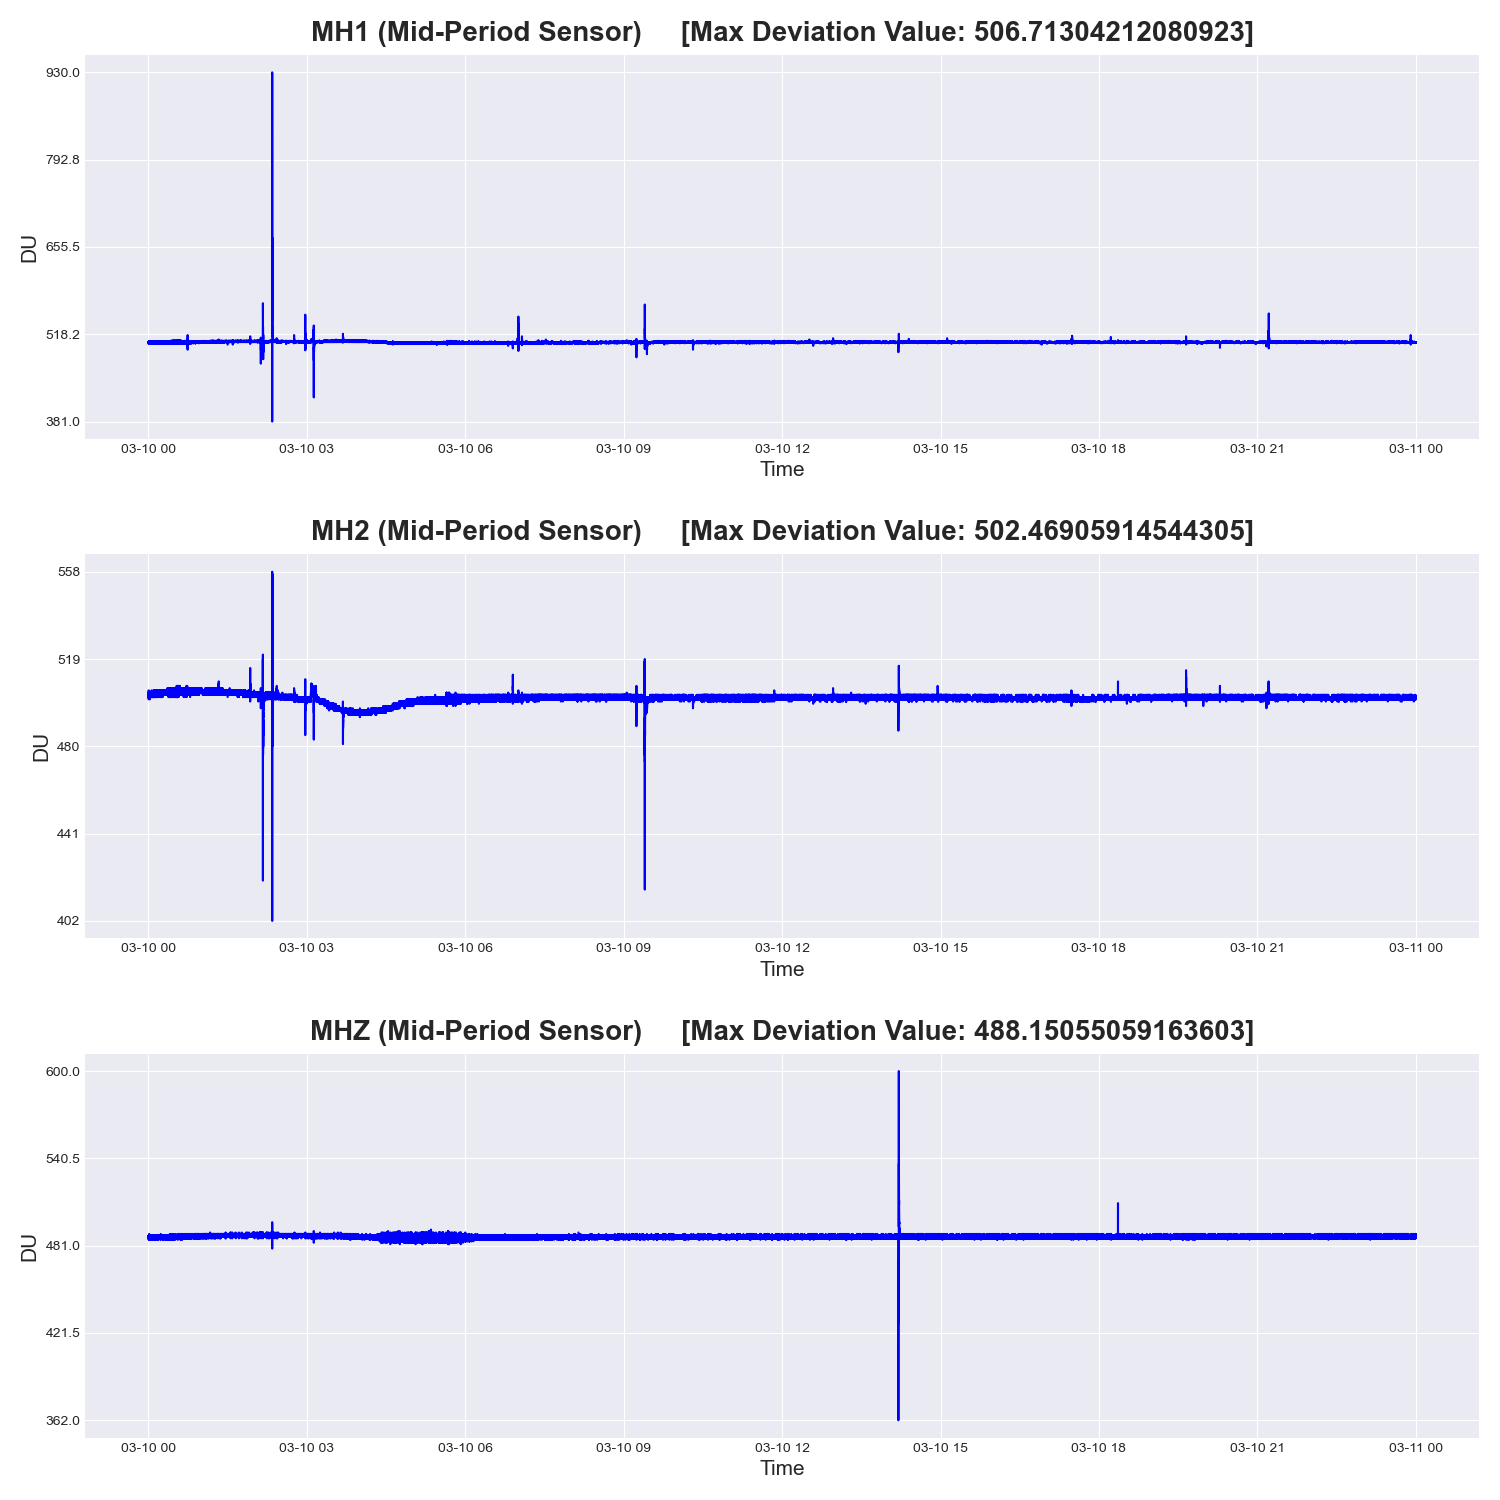 MH1 (Mid-Period Sensor) [Max Deviation Value: 506.71304212080923]
930.0
792.8
655.5
518.2
381.0
DU
03-10 00 03-10 03 03-10 06 03-10 09 03-10 12 03-10 15 03-10 18 03-10 21 03-11 00
Time
MH2 (Mid-Period Sensor) [Max Deviation Value: 502.46905914544305]
558
519
480
441
402
DU
03-10 00 03-10 03 03-10 06 03-10 09 03-10 12 03-10 15 03-10 18 03-10 21 03-11 00
Time
MHZ (Mid-Period Sensor) [Max Deviation Value: 488.15055059163603]
600.0
540.5
481.0
421.5
362.0
DU
03-10 00 03-10 03 03-10 06 03-10 09 03-10 12 03-10 15 03-10 18 03-10 21 03-11 00
Time